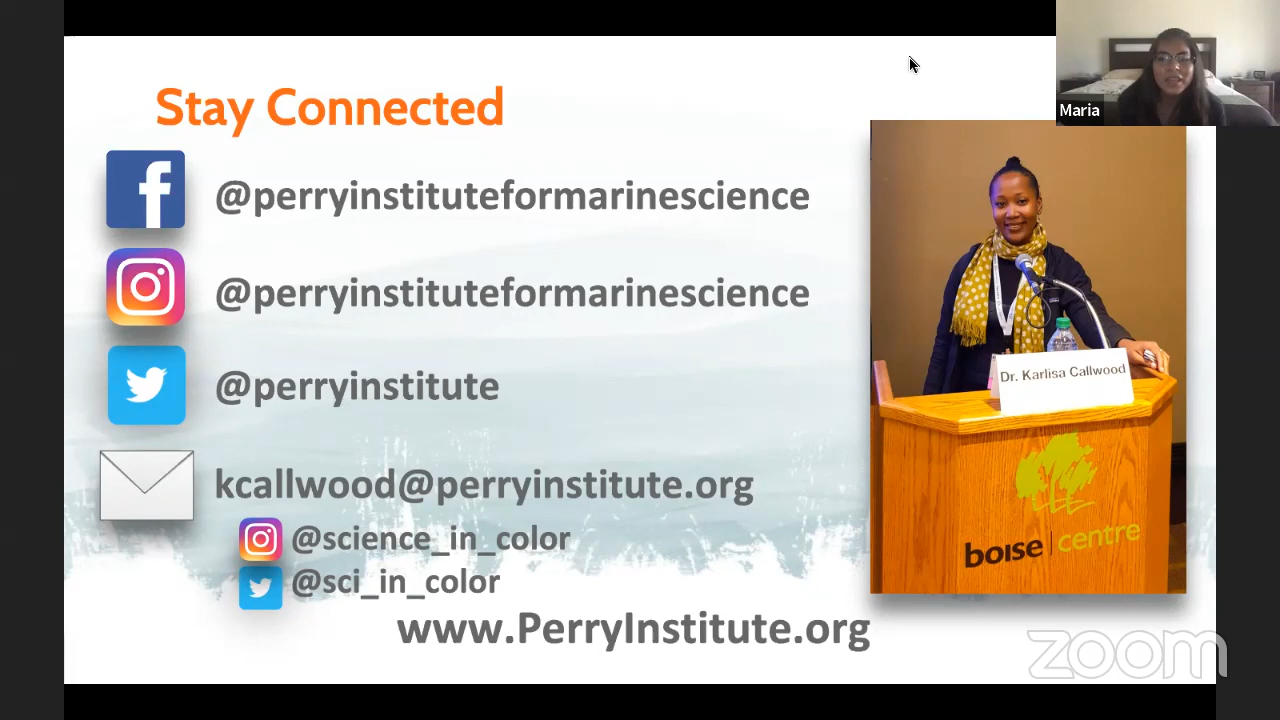 Maria
Stay Connected
@perryinstituteformarinescience
@perryinstituteformarinescience
@perryinstitute
kcallwood@perryinstitute.org
@science_in_color
@sci_in_color
www.PerryInstitute.org
Dr. Karlisa Callwood
boise centre
zoom